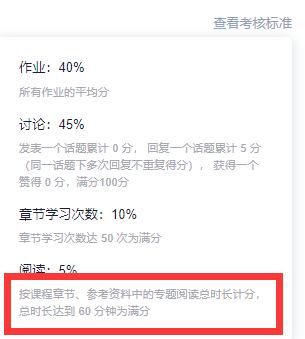 查看考核标准
作业：40%
所有作业的平均分
讨论：45%
发表一个话题累计 0 分， 回复一个话题累计 5 分
（同一话题下多次回复不重复得分）， 获得一个
赞得 0 分，满分100分
章节学习次数：10%
章节学习次数达 50 次为满分
阅读：5%
按课程章节、参考资料中的专题阅读总时长计分，
总时长达到 60 分钟为满分